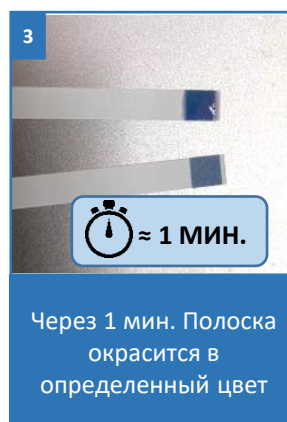 3
≈ 1 МИН.
Через 1 мин. Полоска
окрасится в
определенный цвет